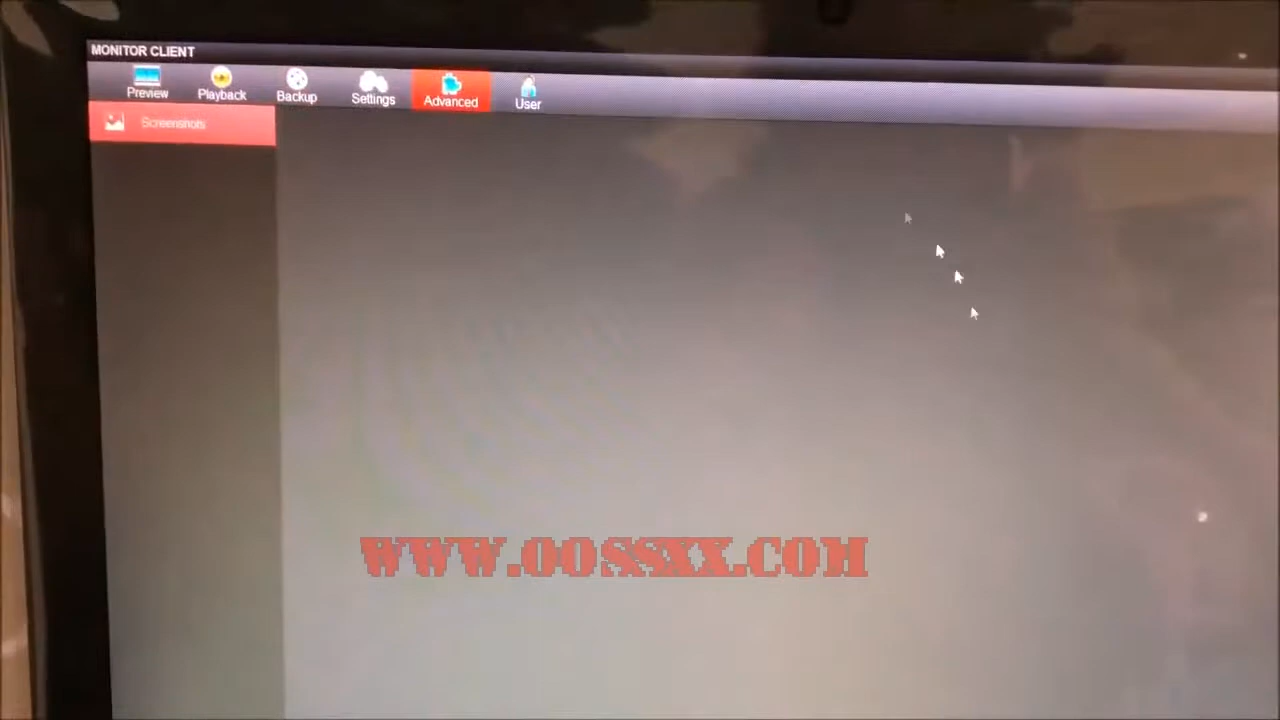 MONITOR CLIENT
Preview Playback Backup Settings Advanced User
Screenshots
WWW.OOSSXX.COM